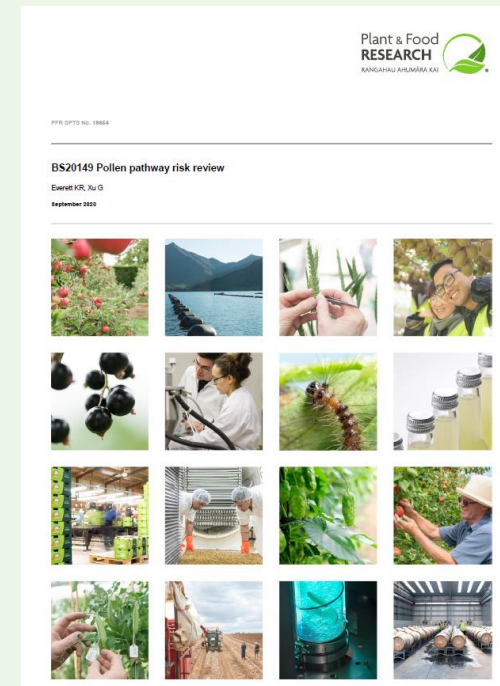 Plant & Food
RESEARCH
RANGAHAU AHUMĀRA KAI
PFR SPTS No. 19864
BS20149 Pollen pathway risk review
Everett KR, Xu G
September 2020